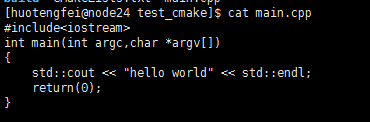 [huotengfei@node24 test_cmake]$ cat main.cpp
#include<iostream>
int main(int argc,char *argv[])
{
    std::cout << "hello world" << std::endl;
    return(0);
}